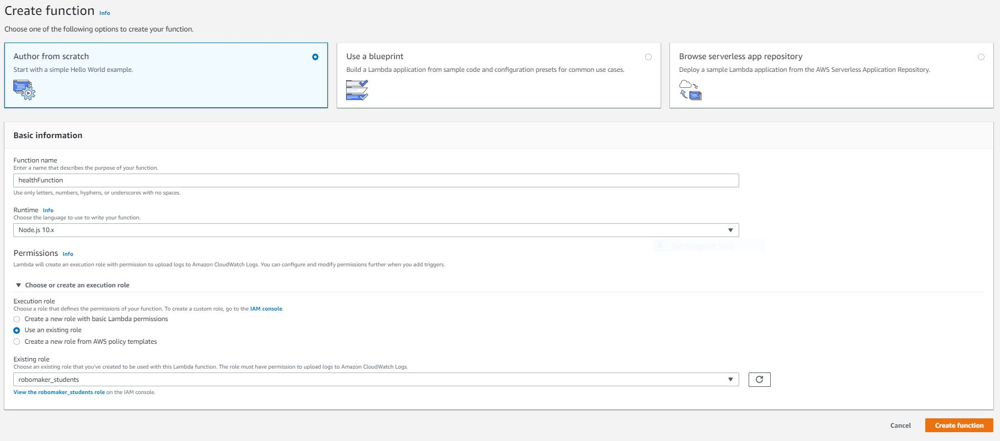 Create function Info
Choose one of the following options to create your function.
Author from scratch
Start with a simple Hello World example.
Use a blueprint
Build a Lambda application from sample code and configuration presets for common use cases.
Browse serverless app repository
Deploy a sample Lambda application from the AWS Serverless Application Repository.
Basic information
Function name
Enter a name that describes the purpose of your function.
healthFunction
Use only letters, numbers, hyphens, or underscores with no spaces.
Runtime Info
Choose the language to use to write your function.
Node.js 10.x
Rectangular Snip
Permissions Info
Lambda will create an execution role with permission to upload logs to Amazon CloudWatch Logs. You can configure and modify permissions further when you add triggers.
Choose or create an execution role
Execution role
Choose a role that defines the permissions of your function. To create a custom role, go to the IAM console.
Create a new role with basic Lambda permissions
Use an existing role
Create a new role from AWS policy templates
Existing role
Choose an existing role that you've created to be used with this Lambda function. The role must have permission to upload logs to Amazon CloudWatch Logs.
robomaker_students
View the robomaker_students role on the IAM console.
Cancel
Create function